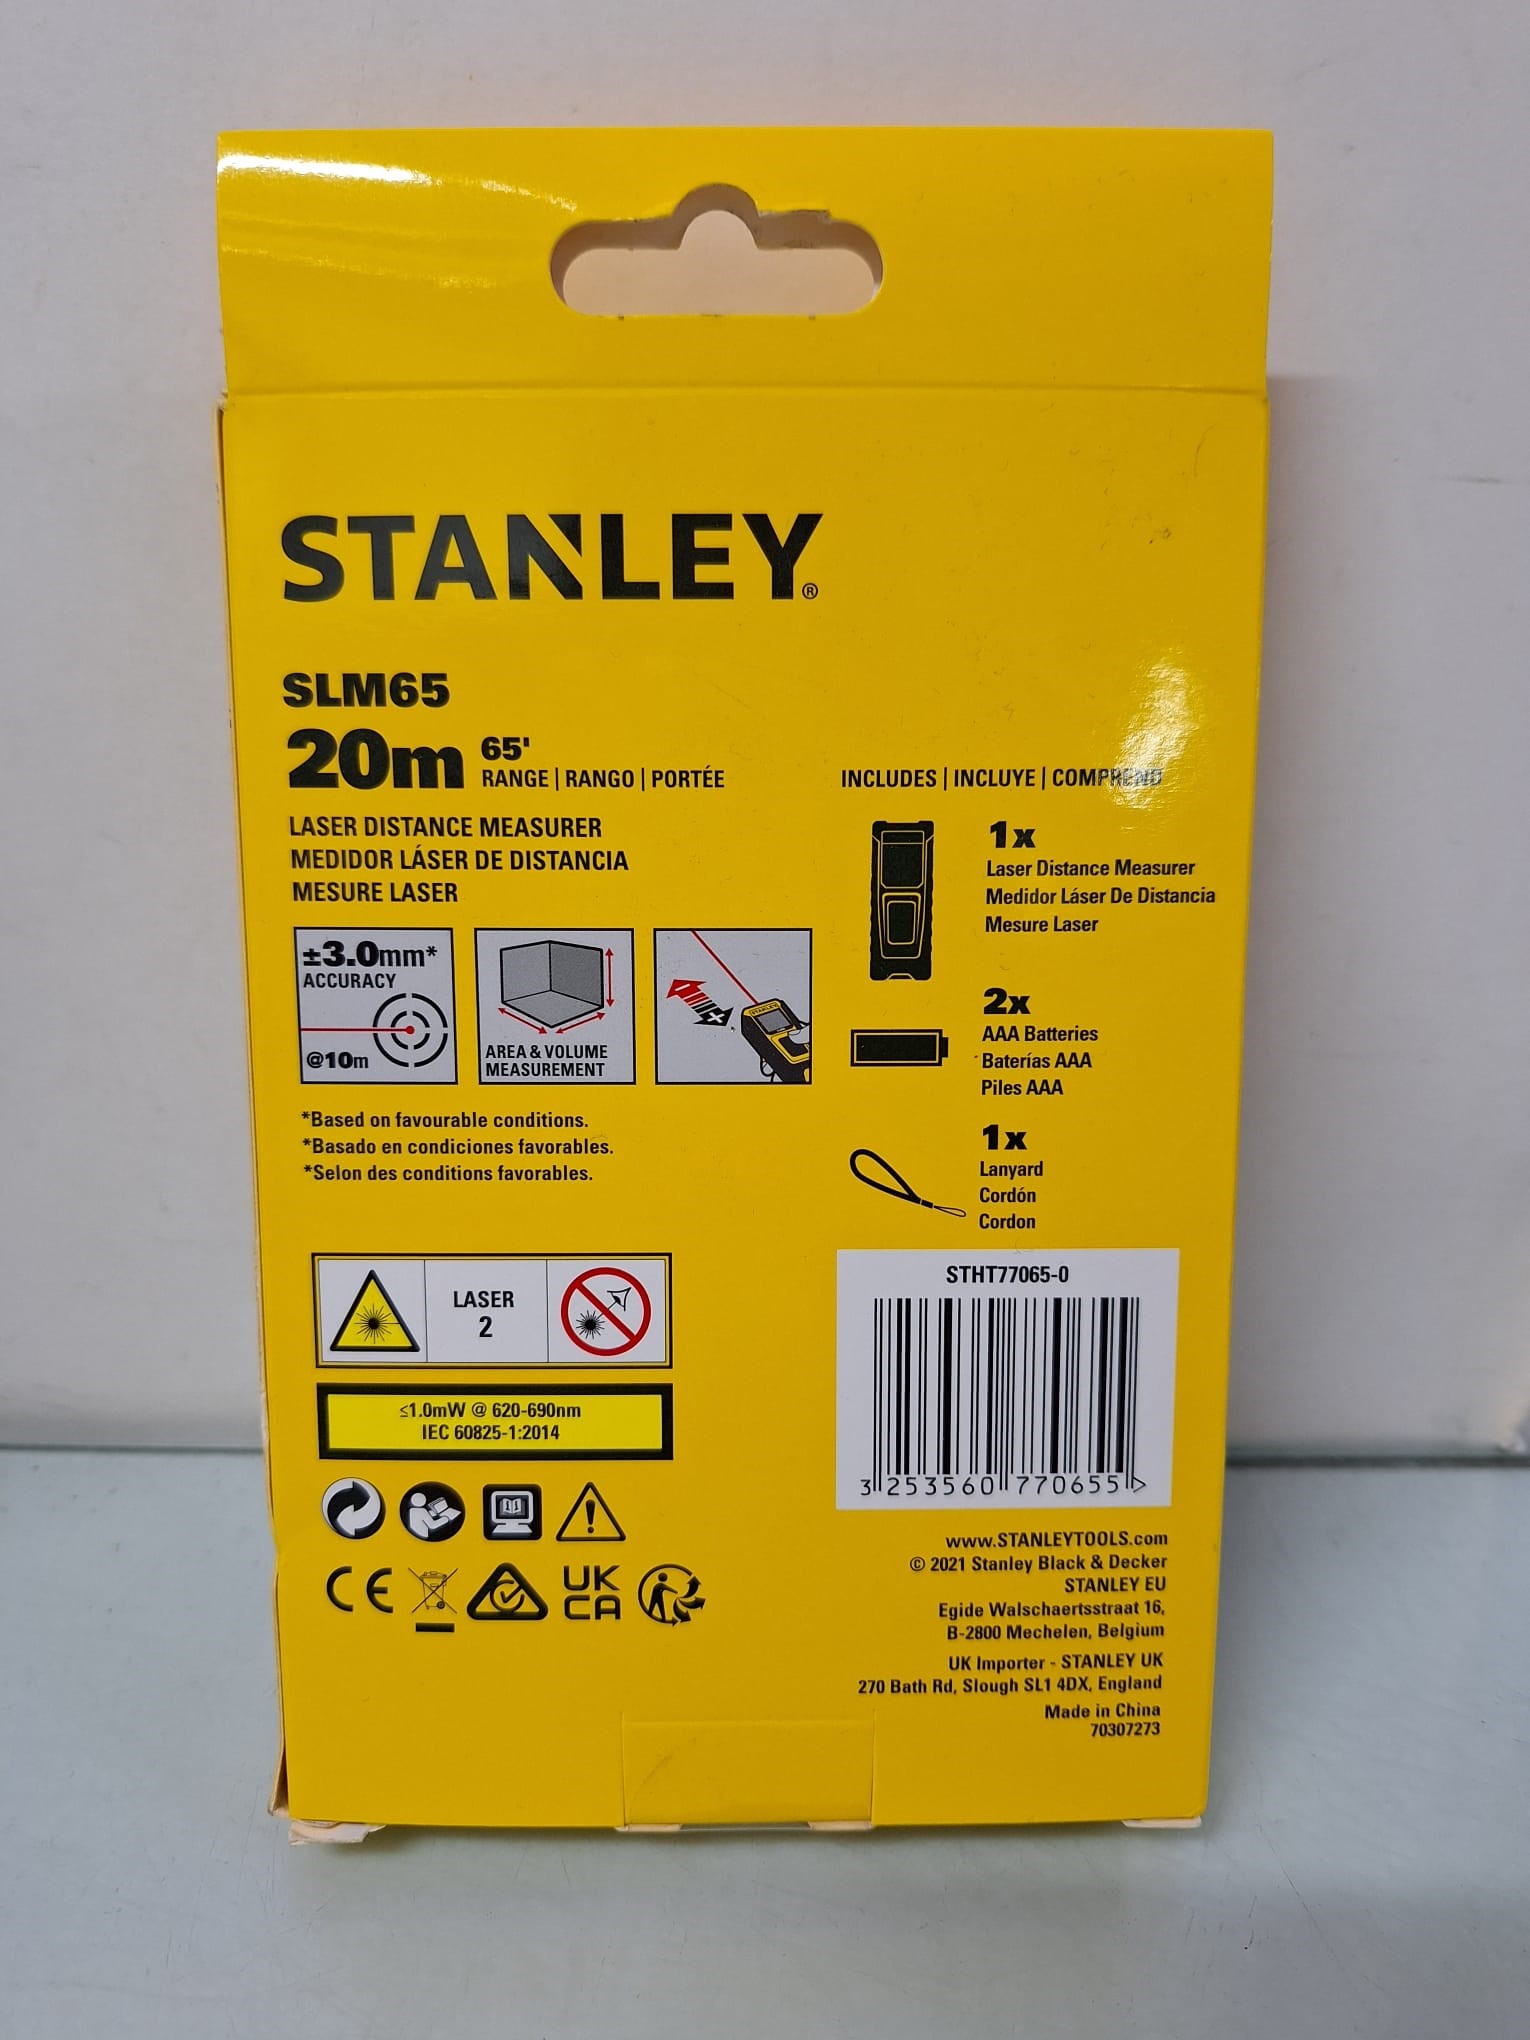 STANLEY®
SLM65
20m 65'
RANGE | RANGO | PORTÉE
LASER DISTANCE MEASURER
MEDIDOR LÁSER DE DISTANCIA
MESURE LASER
±3.0mm*
ACCURACY
@10m
AREA & VOLUME
MEASUREMENT
STANLEY
*Based on favourable conditions.
*Basado en condiciones favorables.
*Selon des conditions favorables.
INCLUDES | INCLUYE | COMPREND
1x
Laser Distance Measurer
Medidor Láser De Distancia
Mesure Laser
2x
AAA Batteries
Baterías AAA
Piles AAA
1x
Lanyard
Cordón
Cordon
LASER
2
≤1.0mW @ 620-690nm
IEC 60825-1:2014
CE
UK
CA
STHT77065-0
3 253560 770655 >
www.STANLEYTOOLS.com
© 2021 Stanley Black & Decker
STANLEY EU
Egide Walschaertsstraat 16,
B-2800 Mechelen, Belgium
UK Importer - STANLEY UK
270 Bath Rd, Slough SL1 4DX, England
Made in China
70307273